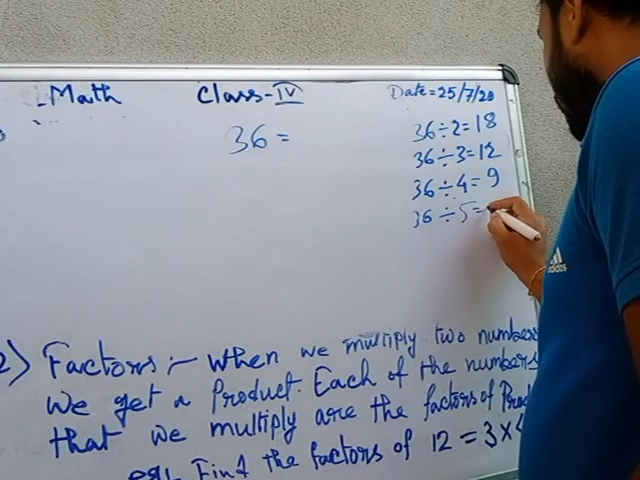 Math Class-IV Date=25/7/20
36 =
36÷2=18
36÷3=12
36÷4=9
36÷5=
2) Factors:- When we multiply two numbers
we get a Product. Each of the numbers
that we multiply are the factors of
eg. Find the factors of 12 = 3×
adidas